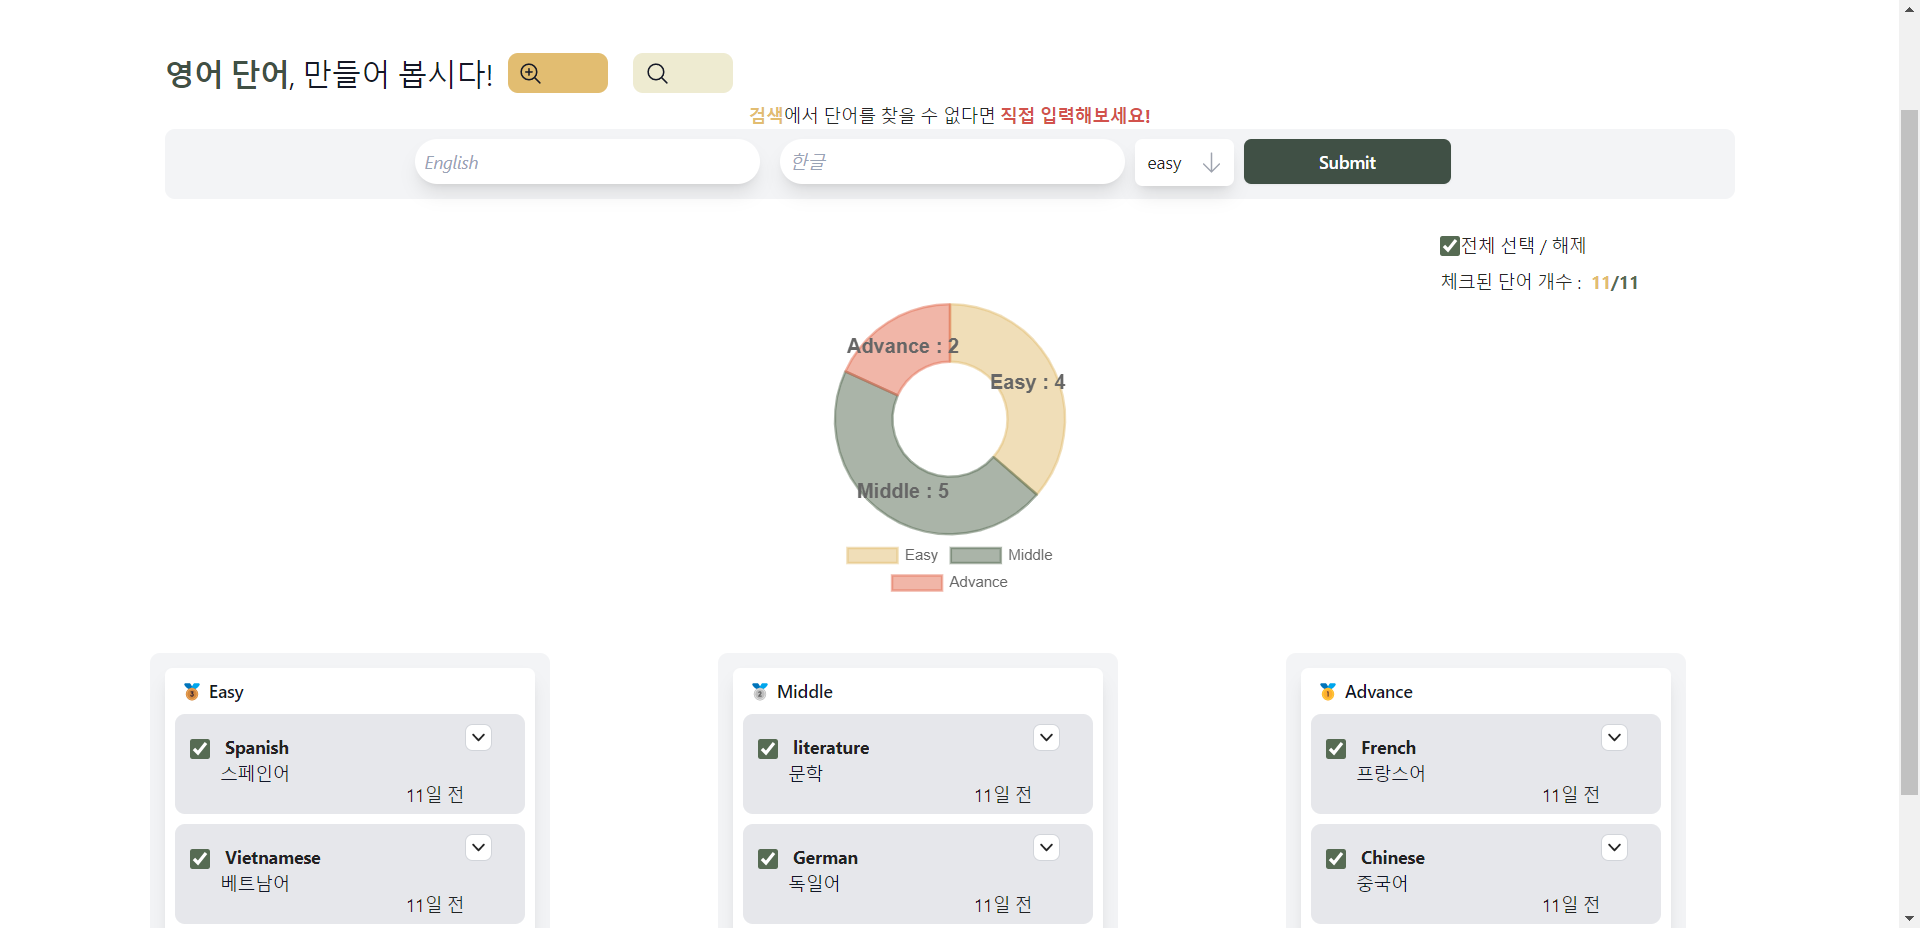 영어 단어, 만들어 봅시다!
검색에서 단어를 찾을 수 없다면 직접 입력해보세요!
English
한글
easy
Submit
전체 선택 / 해제
체크된 단어 개수 : 11/11
Advance : 2
Easy : 4
Middle : 5
Easy
Middle
Advance
Easy
Spanish
스페인어
11일 전
Vietnamese
베트남어
11일 전
Middle
literature
문학
11일 전
German
독일어
11일 전
Advance
French
프랑스어
11일 전
Chinese
중국어
11일 전